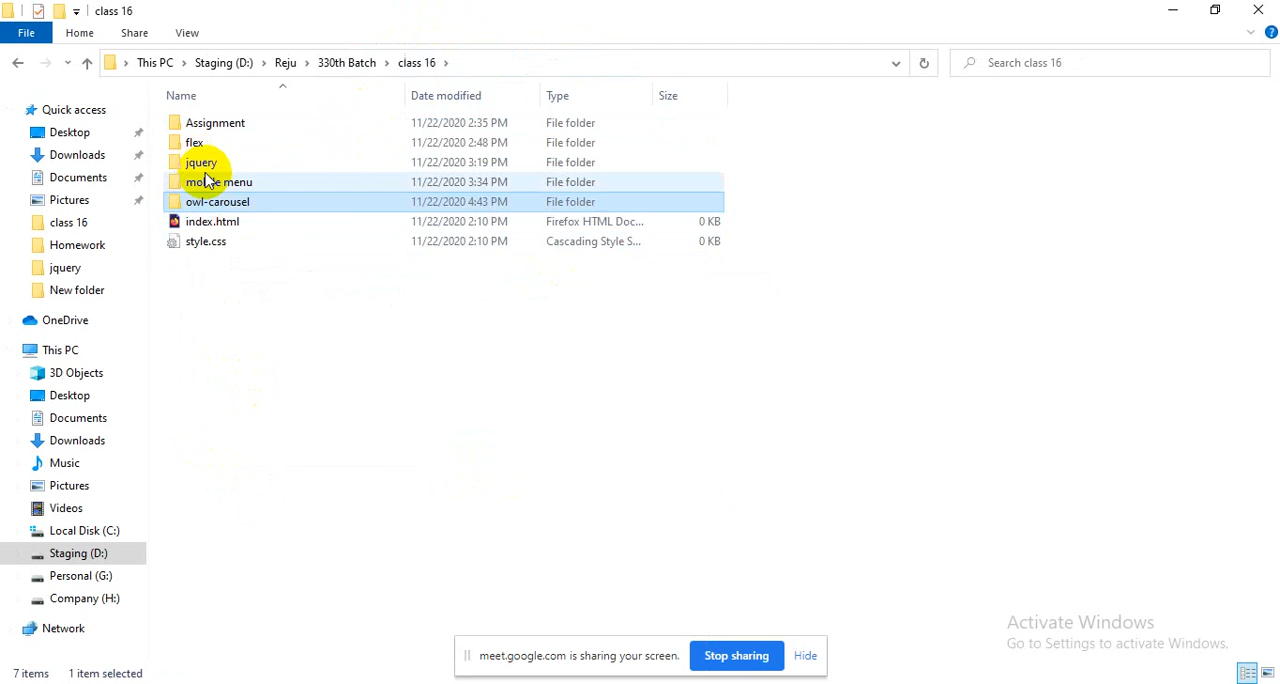 class 16
File Home Share View
This PC Staging (D:) Reju 330th Batch class 16 Search class 16
Name Date modified Type Size
Quick access
Desktop
Downloads
Documents
Pictures
class 16
Homework
jquery
New folder
OneDrive
This PC
3D Objects
Desktop
Documents
Downloads
Music
Pictures
Videos
Local Disk (C:)
Staging (D:)
Personal (G:)
Company (H:)
Network
Assignment 11/22/2020 2:35 PM File folder
flex 11/22/2020 2:48 PM File folder
jquery 11/22/2020 3:19 PM File folder
menu 11/22/2020 3:34 PM File folder
owl-carousel 11/22/2020 4:43 PM File folder
index.html 11/22/2020 2:10 PM Firefox HTML Doc... 0 KB
style.css 11/22/2020 2:10 PM Cascading Style S... 0 KB
Activate Windows
Go to Settings to activate Windows.
meet.google.com is sharing your screen. Stop sharing Hide
7 items 1 item selected